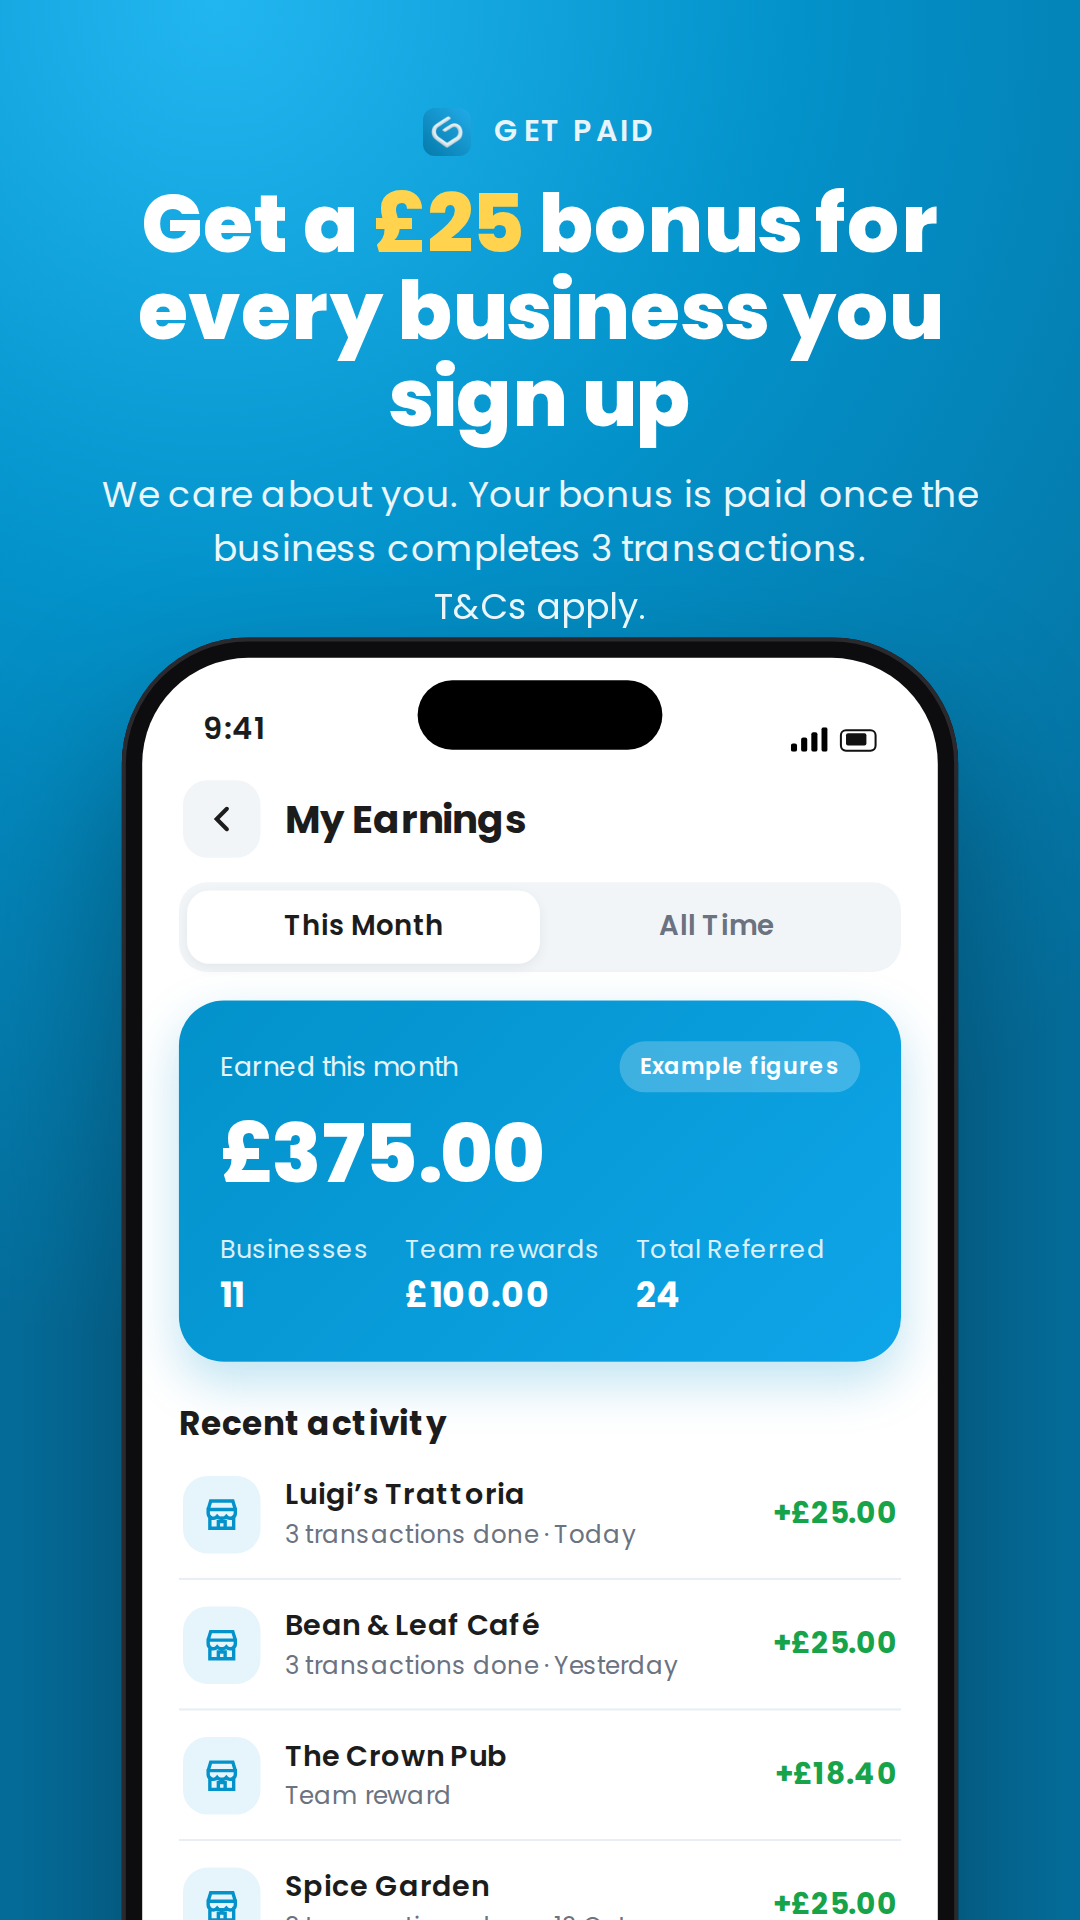 GET PAID
Get a £25 bonus for
every business you
sign up
We care about you. Your bonus is paid once the
business completes 3 transactions.
T&Cs apply.
9:41
My Earnings
This Month
All Time
Earned this month
Example figures
£375.00
Businesses
Team rewards
Total Referred
11
£100.00
24
Recent activity
Luigi’s Trattoria
3 transactions done · Today
+£25.00
Bean & Leaf Café
3 transactions done · Yesterday
+£25.00
The Crown Pub
Team reward
+£18.40
Spice Garden
+£25.00